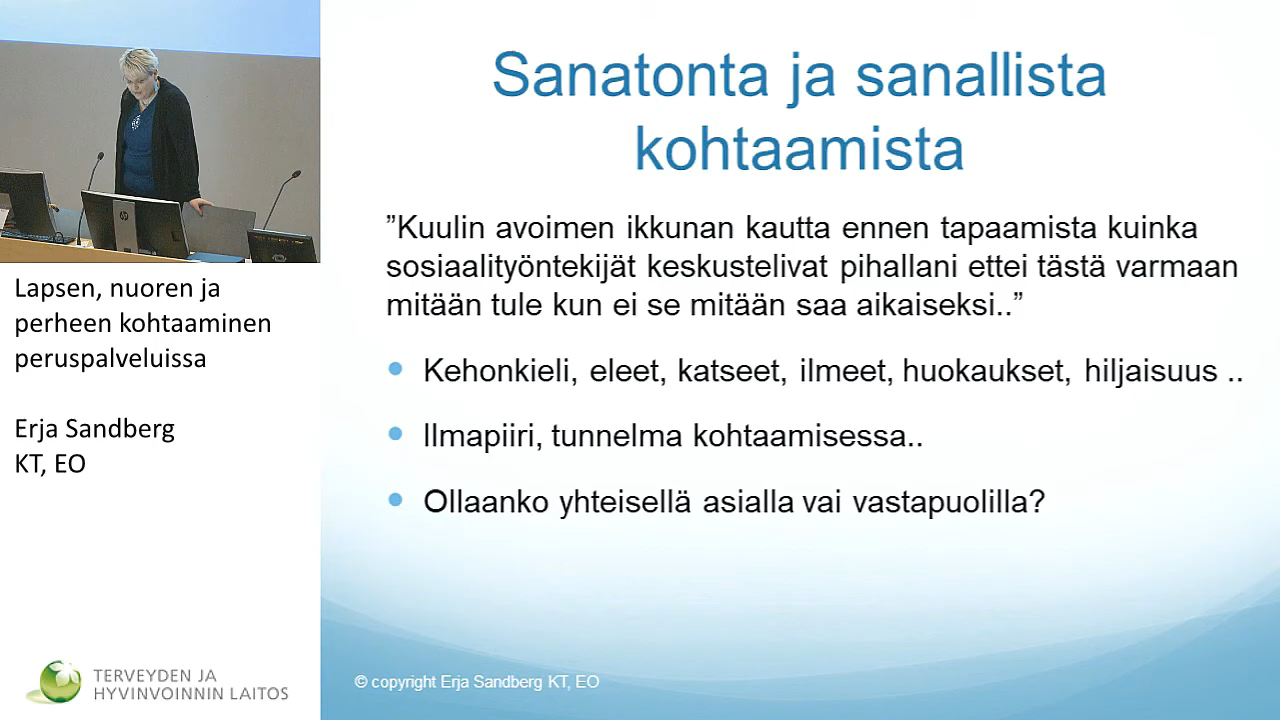 Sanatonta ja sanallista
kohtaamista
”Kuulin avoimen ikkunan kautta ennen tapaamista kuinka
sosiaalityöntekijät keskustelivat pihallani ettei tästä varmaan
mitään tule kun ei se mitään saa aikaiseksi..”
Kehonkieli, eleet, katseet, ilmeet, huokaukset, hiljaisuus ..
Ilmapiiri, tunnelma kohtaamisessa..
Ollaanko yhteisellä asialla vai vastapuolilla?
© copyright Erja Sandberg KT, EO
Lapsen, nuoren ja
perheen kohtaaminen
peruspalveluissa
Erja Sandberg
KT, EO
TERVEYDEN JA
HYVINVOINNIN LAITOS
hp